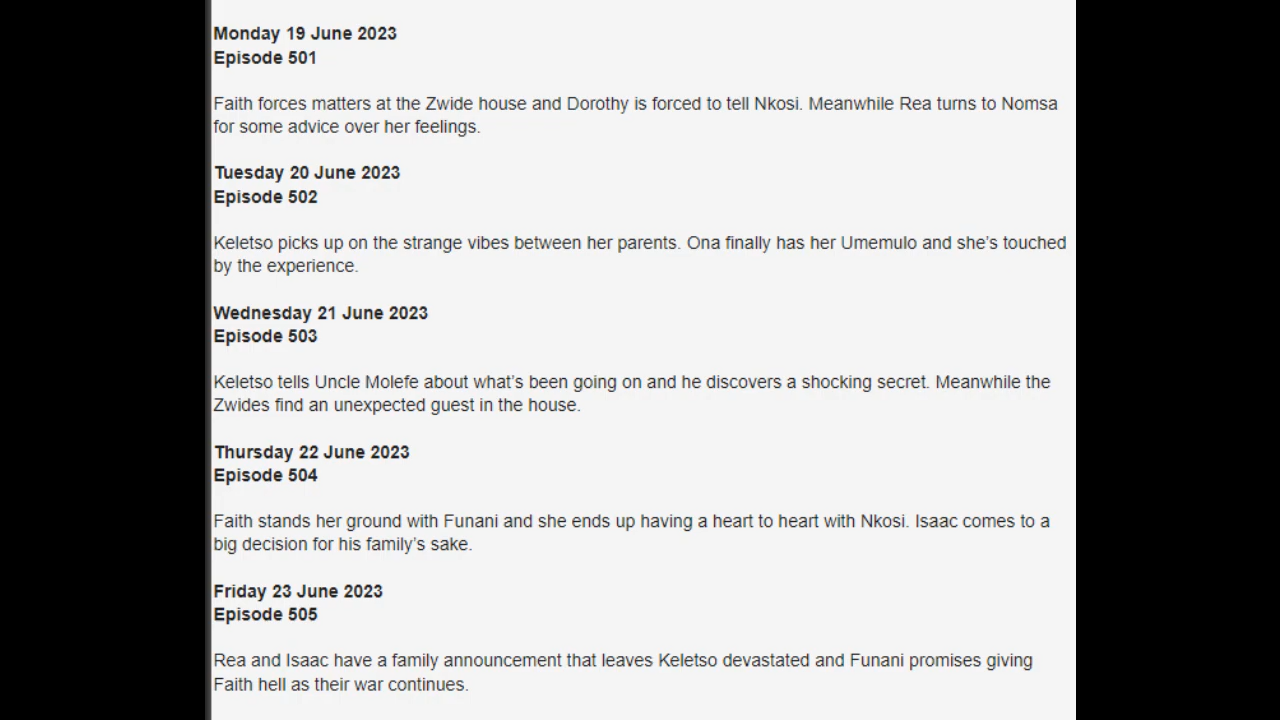 Monday 19 June 2023
Episode 501
Faith forces matters at the Zwide house and Dorothy is forced to tell Nkosi. Meanwhile Rea turns to Nomsa
for some advice over her feelings.
Tuesday 20 June 2023
Episode 502
Keletso picks up on the strange vibes between her parents. Ona finally has her Umemulo and she’s touched
by the experience.
Wednesday 21 June 2023
Episode 503
Keletso tells Uncle Molefe about what’s been going on and he discovers a shocking secret. Meanwhile the
Zwides find an unexpected guest in the house.
Thursday 22 June 2023
Episode 504
Faith stands her ground with Funani and she ends up having a heart to heart with Nkosi. Isaac comes to a
big decision for his family’s sake.
Friday 23 June 2023
Episode 505
Rea and Isaac have a family announcement that leaves Keletso devastated and Funani promises giving
Faith hell as their war continues.